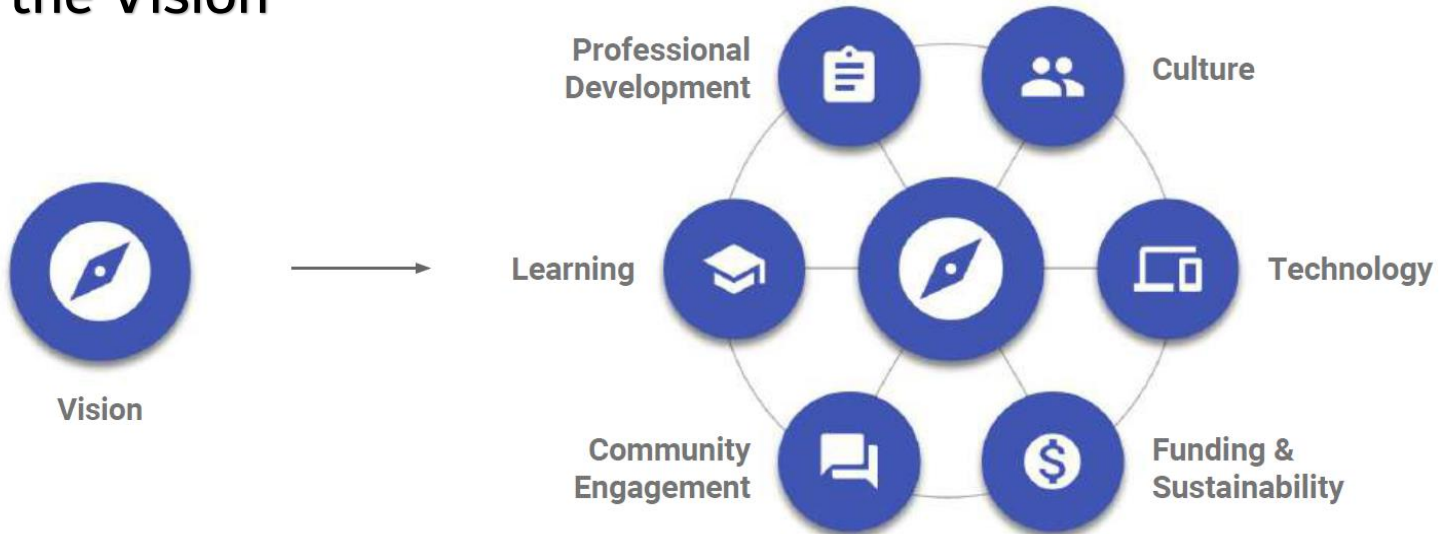 the Vision
Professional
Development
Culture
Learning
Technology
Vision
Community
Engagement
Funding &
Sustainability
$